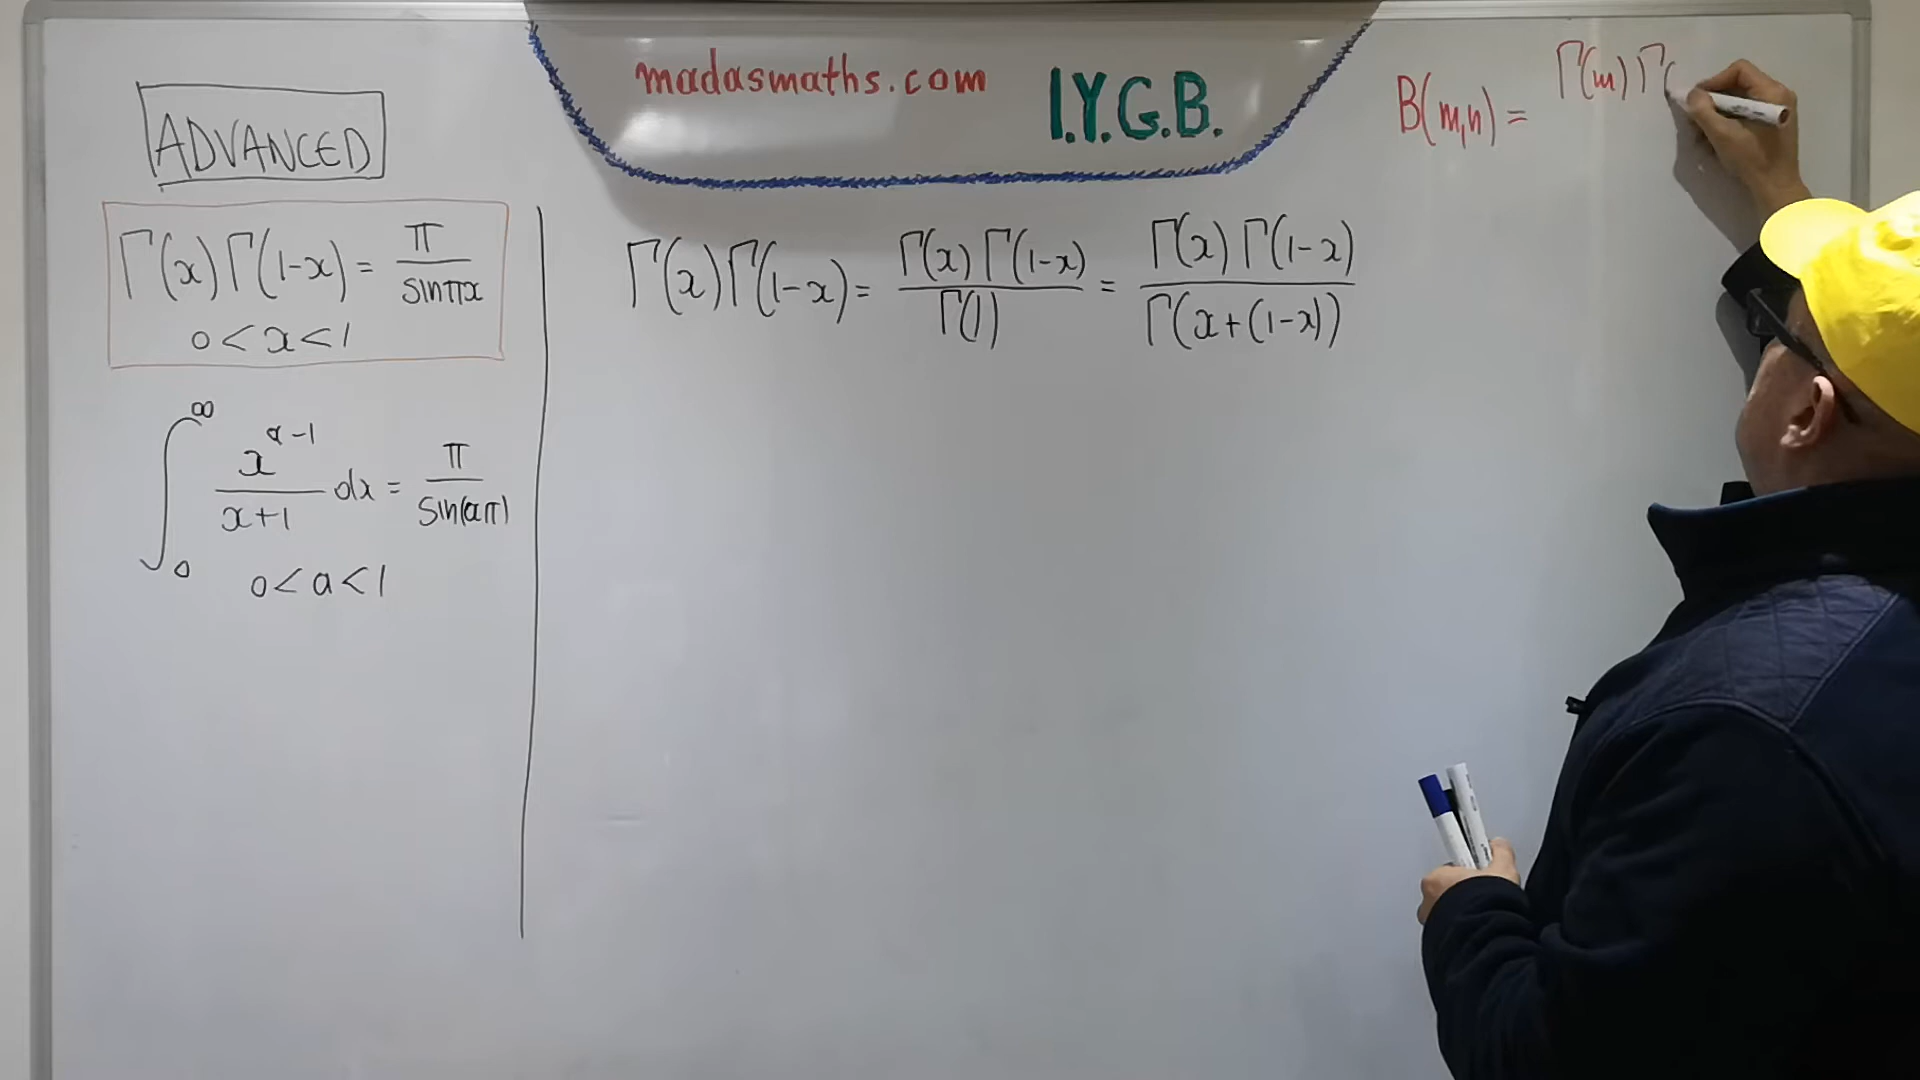 madasmaths.com I.Y.G.B.
B(m,n) = Γ(m) Γ(
ADVANCED
Γ(x) Γ(1-x) = π / sinπx
0 < x < 1
∫₀^∞ x^(a-1) / (x+1) dx = π / sin(aπ)
0 < a < 1
Γ(x) Γ(1-x) = Γ(x) Γ(1-x) / Γ(1) = Γ(x) Γ(1-x) / Γ(x+(1-x))